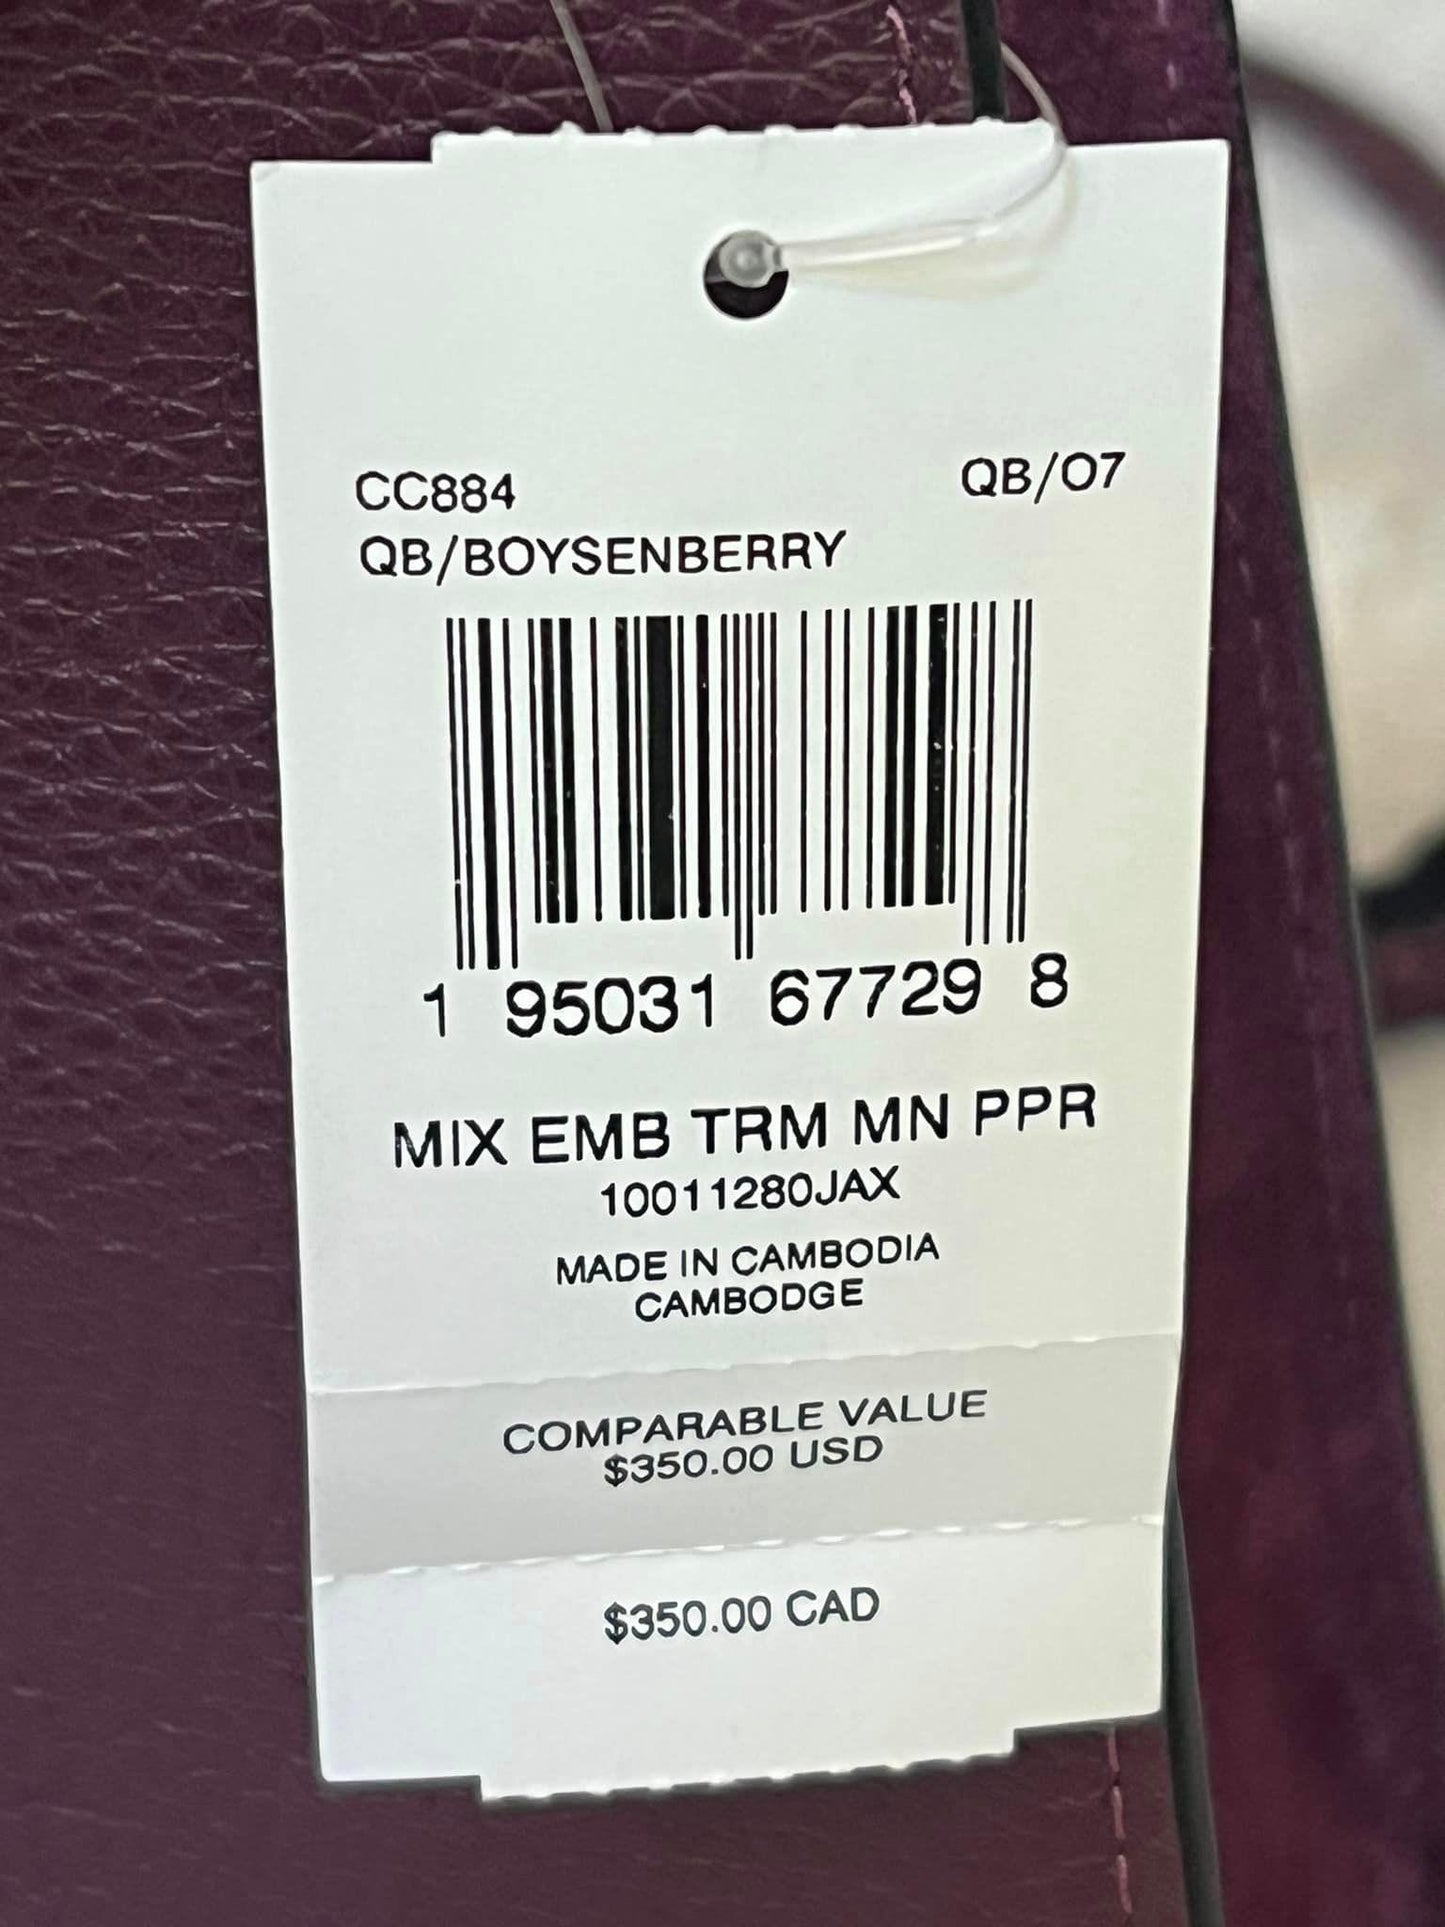 CC884 QB/O7
QB/BOYSENBERRY
1 95031 67729 8
MIX EMB TRM MN PPR
10011280JAX
MADE IN CAMBODIA
CAMBODGE
COMPARABLE VALUE
$350.00 USD
$350.00 CAD